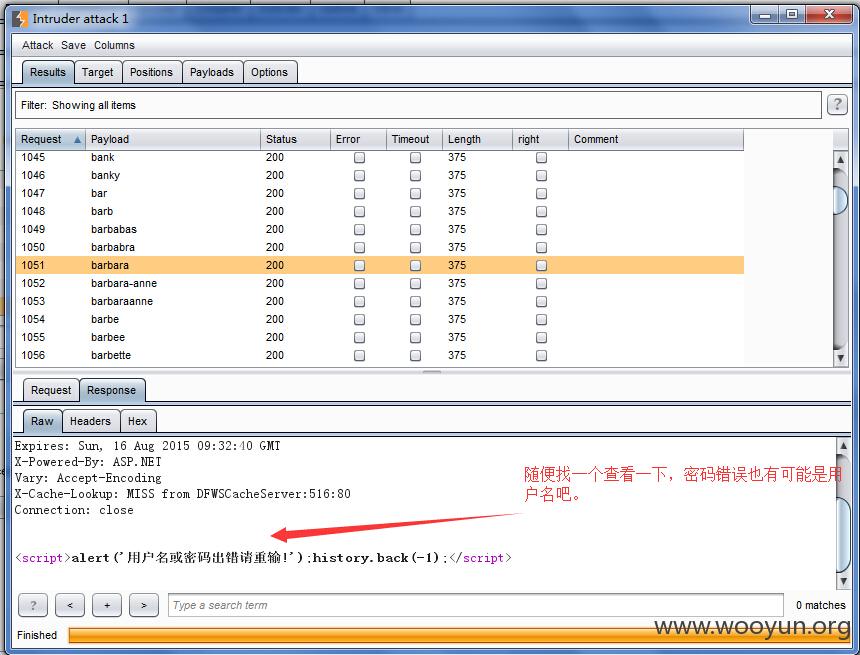 Intruder attack 1
Attack Save Columns
Results Target Positions Payloads Options
Filter: Showing all items ?
Request Payload Status Error Timeout Length right Comment
1045 bank 200 375
1046 banky 200 375
1047 bar 200 375
1048 barb 200 375
1049 barbabas 200 375
1050 barbabra 200 375
1051 barbara 200 375
1052 barbara-anne 200 375
1053 barbaraanne 200 375
1054 barbe 200 375
1055 barbee 200 375
1056 barbette 200 375
Request Response
Raw Headers Hex
Expires: Sun, 16 Aug 2015 09:32:40 GMT
X-Powered-By: ASP.NET
Vary: Accept-Encoding
X-Cache-Lookup: MISS from DFWSCacheServer:516:80
Connection: close
随便找一个查看一下，密码错误也有可能是用
户名吧。
<script>alert('用户名或密码出错请重输!');history.back(-1);</script>
? < + > Type a search term 0 matches
Finished
www.wooyun.org